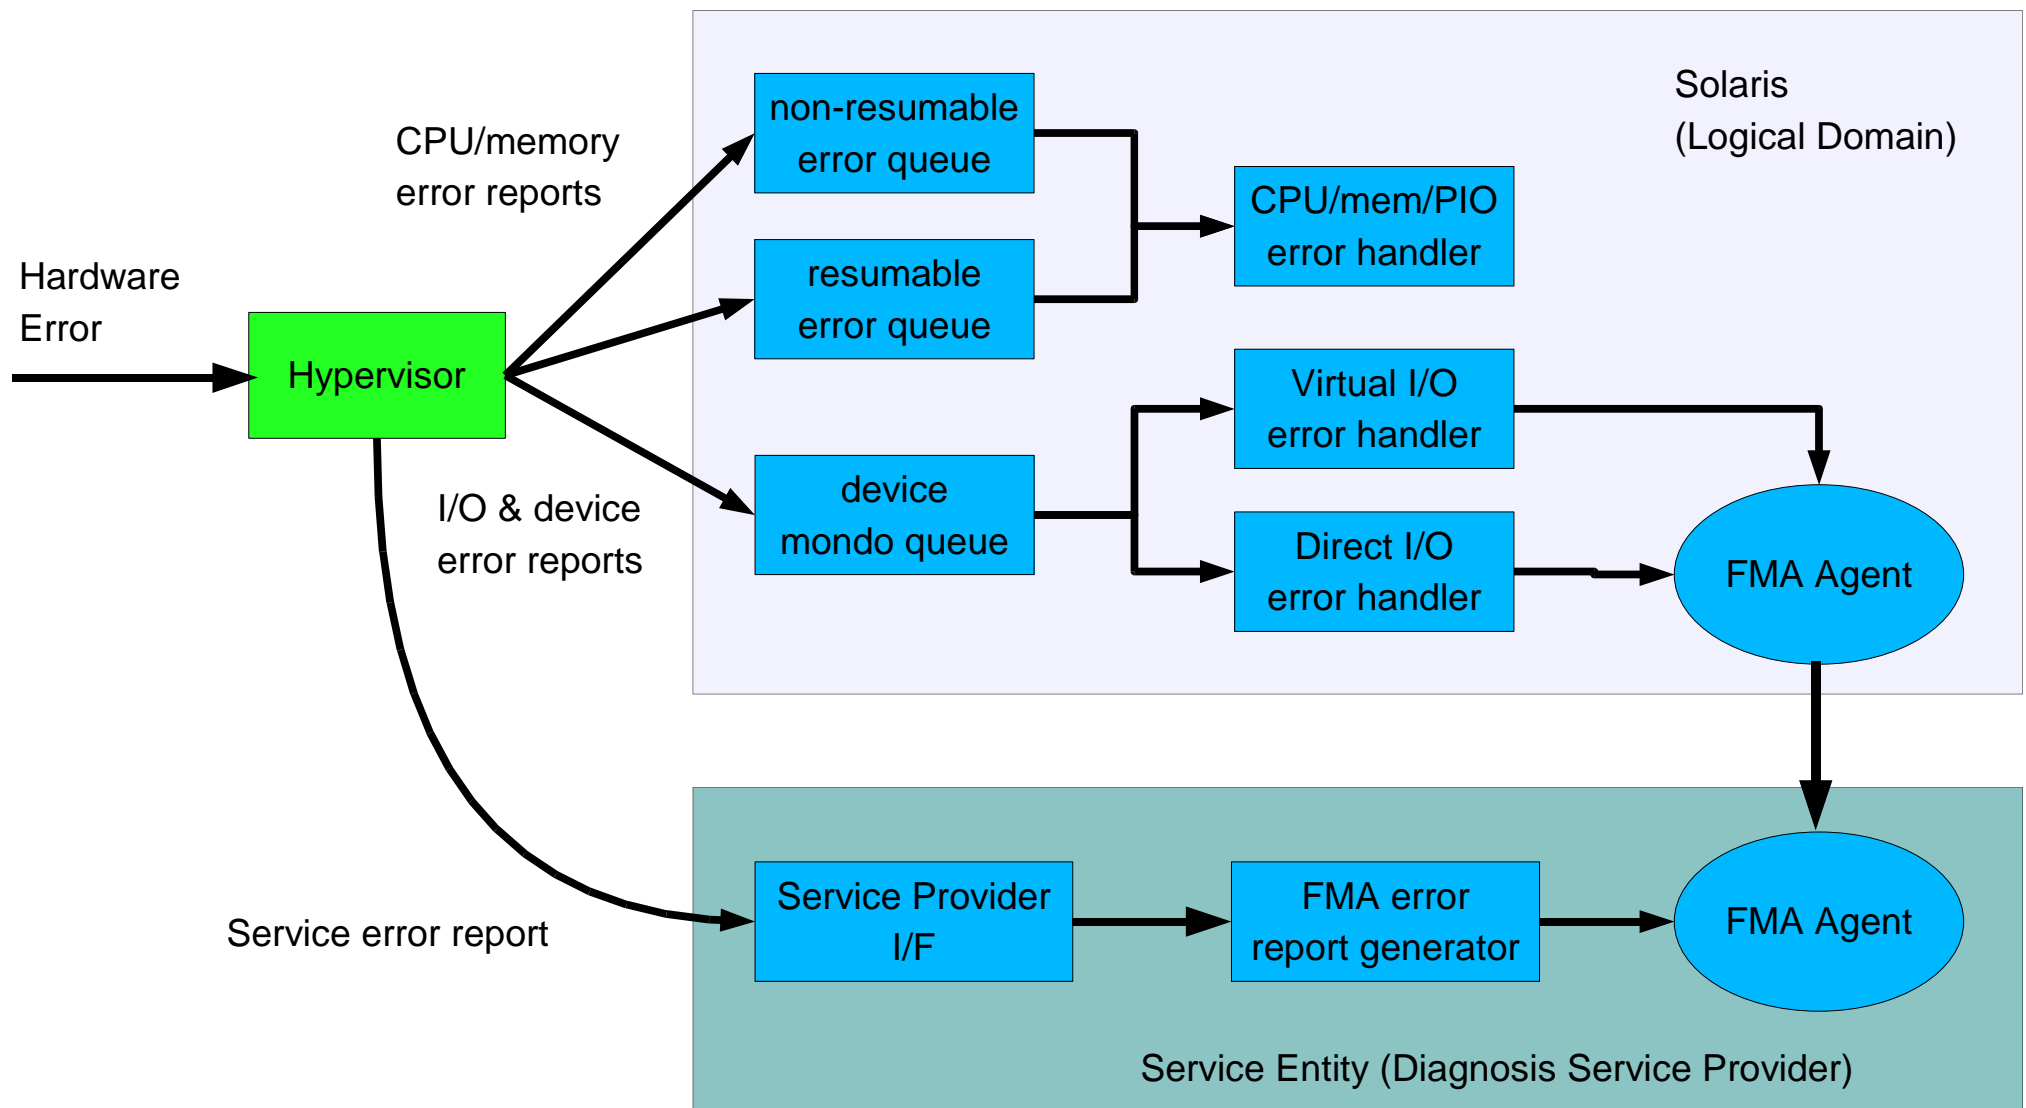 Solaris
(Logical Domain)
non-resumable
error queue
CPU/memory
error reports
CPU/mem/PIO
error handler
resumable
error queue
Hardware
Error
Hypervisor
Virtual I/O
error handler
device
mondo queue
I/O & device
error reports
Direct I/O
error handler
FMA Agent
Service error report
Service Provider
I/F
FMA error
report generator
FMA Agent
Service Entity (Diagnosis Service Provider)